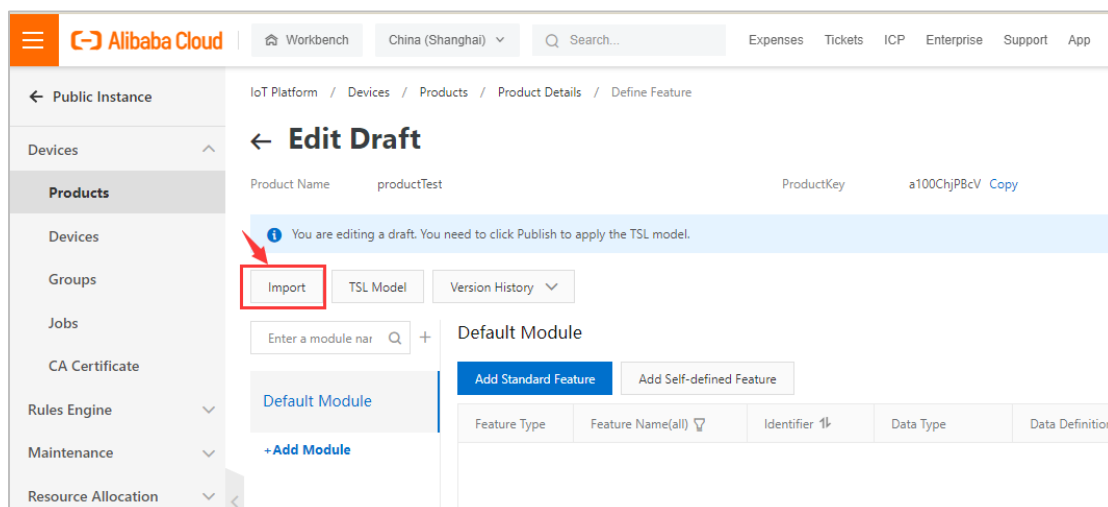 Alibaba Cloud
Workbench
China (Shanghai)
Search...
Expenses Tickets ICP Enterprise Support App
Public Instance
Devices
Products
Devices
Groups
Jobs
CA Certificate
Rules Engine
Maintenance
Resource Allocation
IoT Platform / Devices / Products / Product Details / Define Feature
Edit Draft
Product Name productTest ProductKey a100ChjPBcV Copy
You are editing a draft. You need to click Publish to apply the TSL model.
Import TSL Model Version History
Enter a module nar
Default Module
+Add Module
Default Module
Add Standard Feature Add Self-defined Feature
Feature Type Feature Name(all) Identifier Data Type Data Definition